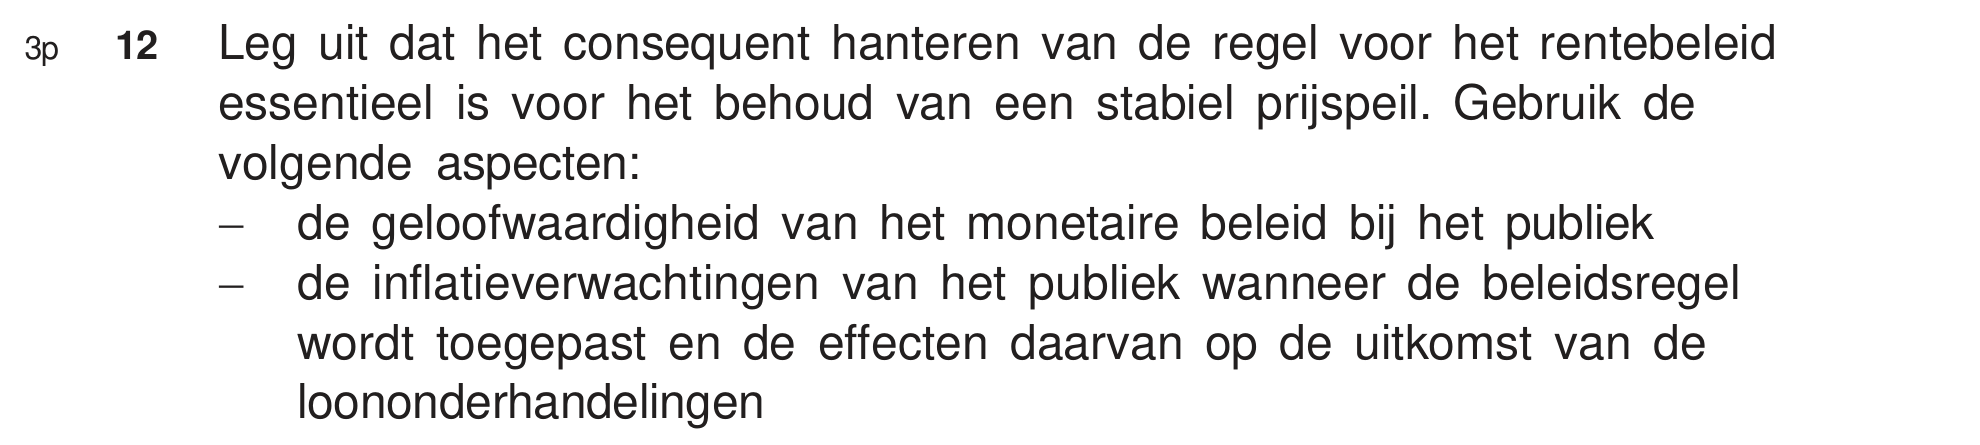 3p 12 Leg uit dat het consequent hanteren van de regel voor het rentebeleid
essentieel is voor het behoud van een stabiel prijspeil. Gebruik de
volgende aspecten:
– de geloofwaardigheid van het monetaire beleid bij het publiek
– de inflatieverwachtingen van het publiek wanneer de beleidsregel
wordt toegepast en de effecten daarvan op de uitkomst van de
loononderhandelingen